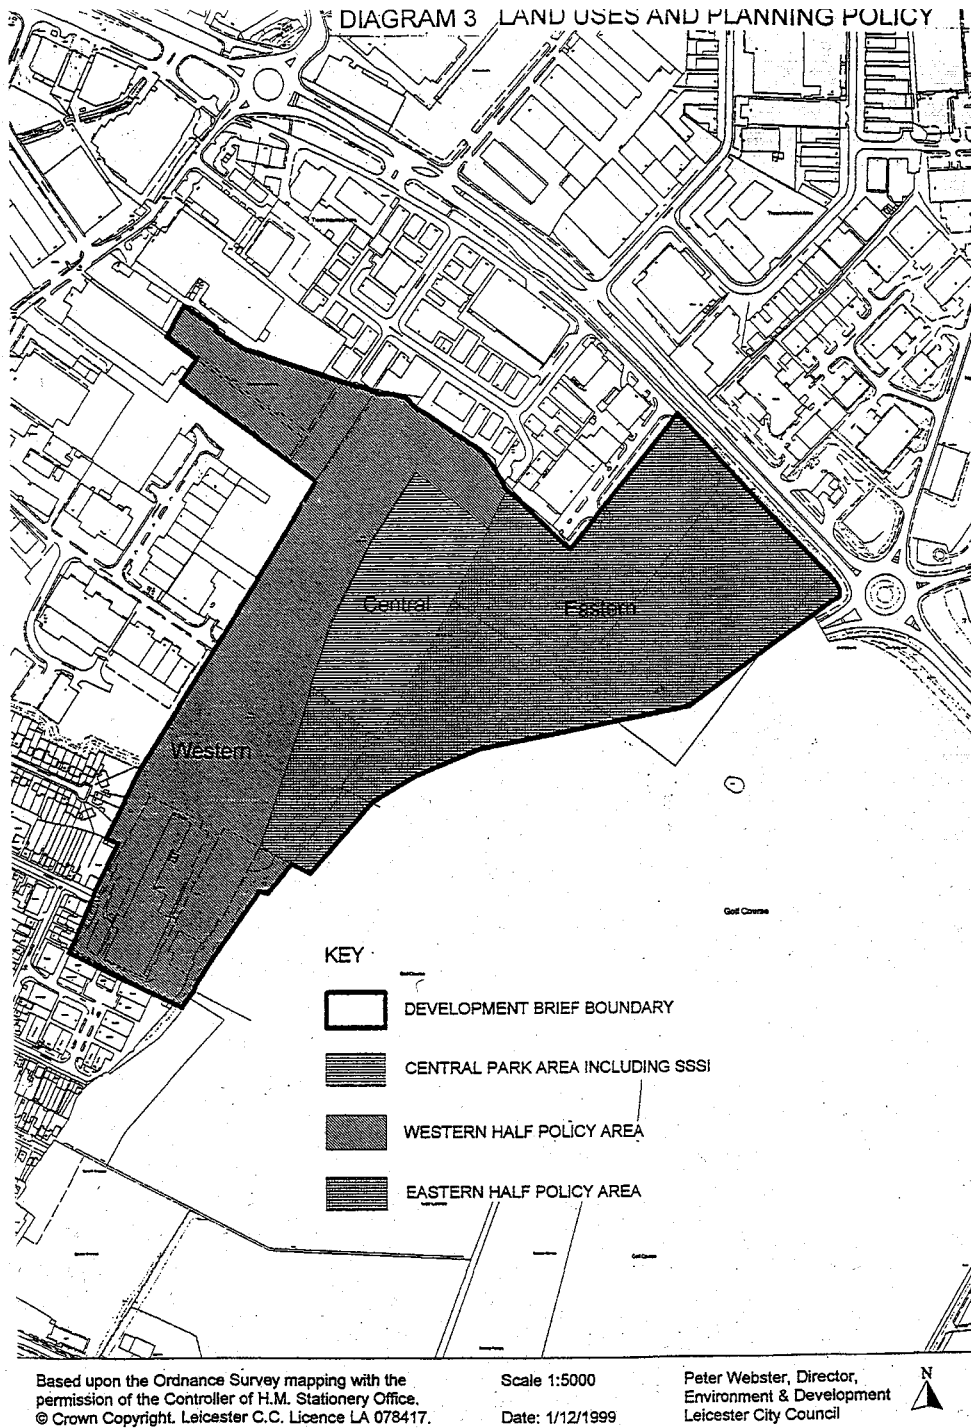 DIAGRAM 3 LAND USES AND PLANNING POLICY
Central
Eastern
Western
Golf Course
KEY
DEVELOPMENT BRIEF BOUNDARY
CENTRAL PARK AREA INCLUDING SSSI
WESTERN HALF POLICY AREA
EASTERN HALF POLICY AREA
Golf Course
Based upon the Ordnance Survey mapping with the
permission of the Controller of H.M. Stationery Office.
© Crown Copyright. Leicester C.C. Licence LA 078417.
Scale 1:5000
Date: 1/12/1999
Peter Webster, Director,
Environment & Development
Leicester City Council
N